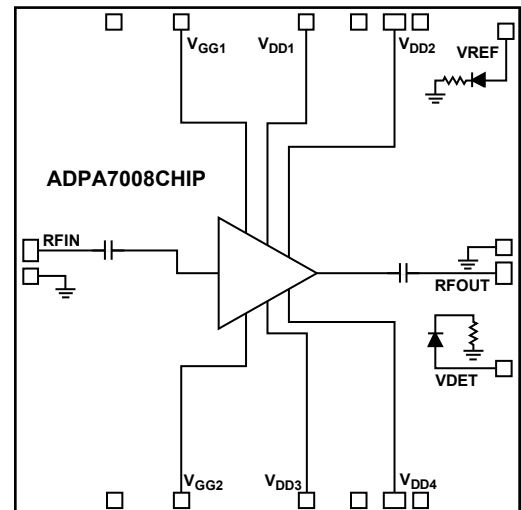 VGG1 VDD1 VDD2 VREF
ADPA7008CHIP
RFIN
RFOUT
VDET
VGG2 VDD3 VDD4